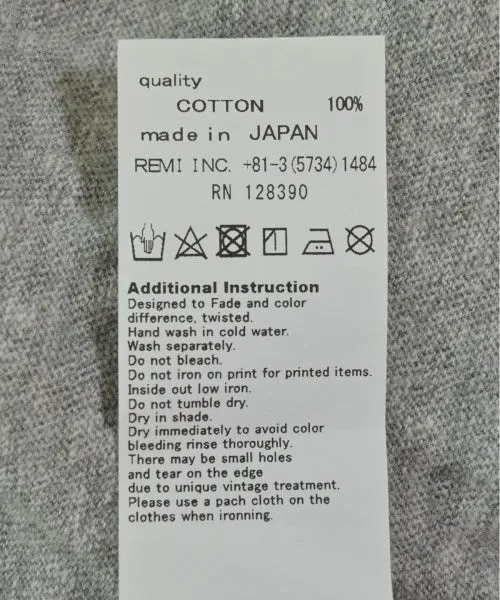 quality
COTTON 100%
made in JAPAN
REMI INC. +81-3(5734)1484
RN 128390
Additional Instruction
Designed to Fade and color
difference, twisted.
Hand wash in cold water.
Wash separately.
Do not bleach.
Do not iron on print for printed items.
Inside out low iron.
Do not tumble dry.
Dry in shade.
Dry immediately to avoid color
bleeding rinse thoroughly.
There may be small holes
and tear on the edge
due to unique vintage treatment.
Please use a pach cloth on the
clothes when ironning.